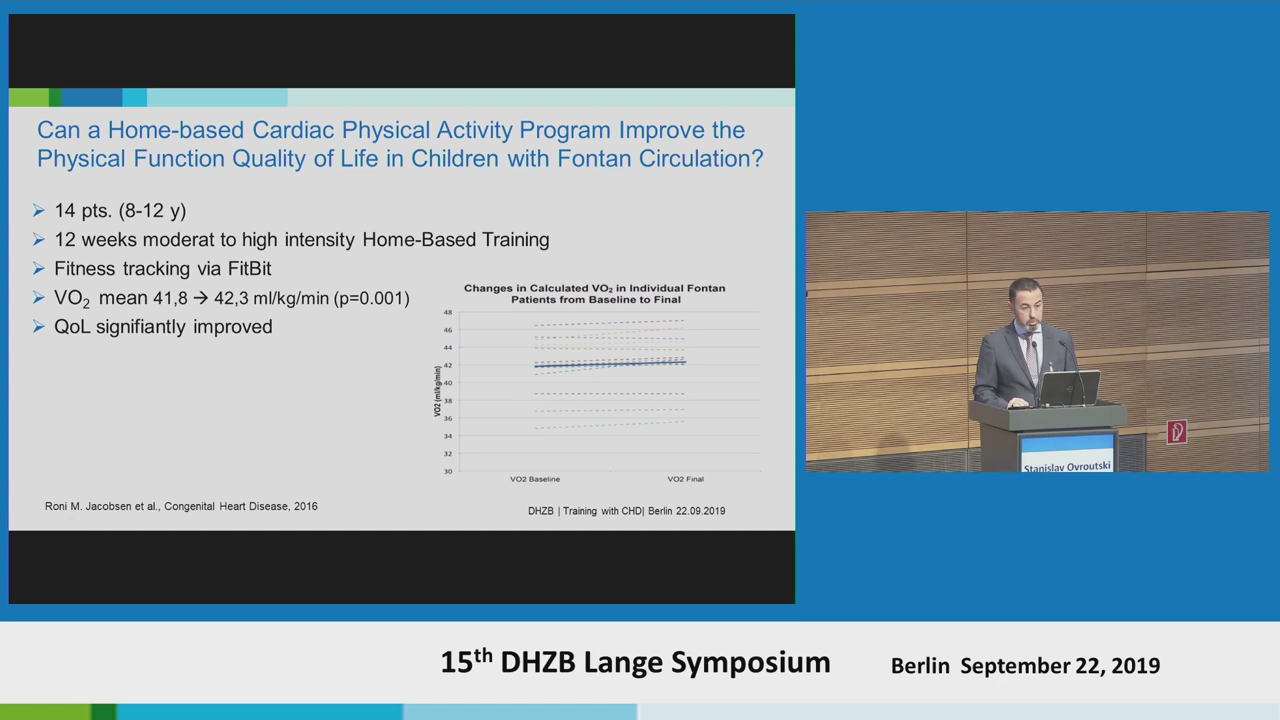 Can a Home-based Cardiac Physical Activity Program Improve the
Physical Function Quality of Life in Children with Fontan Circulation?
14 pts. (8-12 y)
12 weeks moderat to high intensity Home-Based Training
Fitness tracking via FitBit
VO₂ mean 41,8 → 42,3 ml/kg/min (p=0.001)
QoL signifiantly improved
Changes in Calculated VO₂ in Individual Fontan
Patients from Baseline to Final
48
46
44
42
40
38
36
34
32
30
VO2 (ml/kg/min)
VO2 Baseline
VO2 Final
Roni M. Jacobsen et al., Congenital Heart Disease, 2016
DHZB | Training with CHD| Berlin 22.09.2019
Stanislav Ovroutski
15th DHZB Lange Symposium
Berlin September 22, 2019